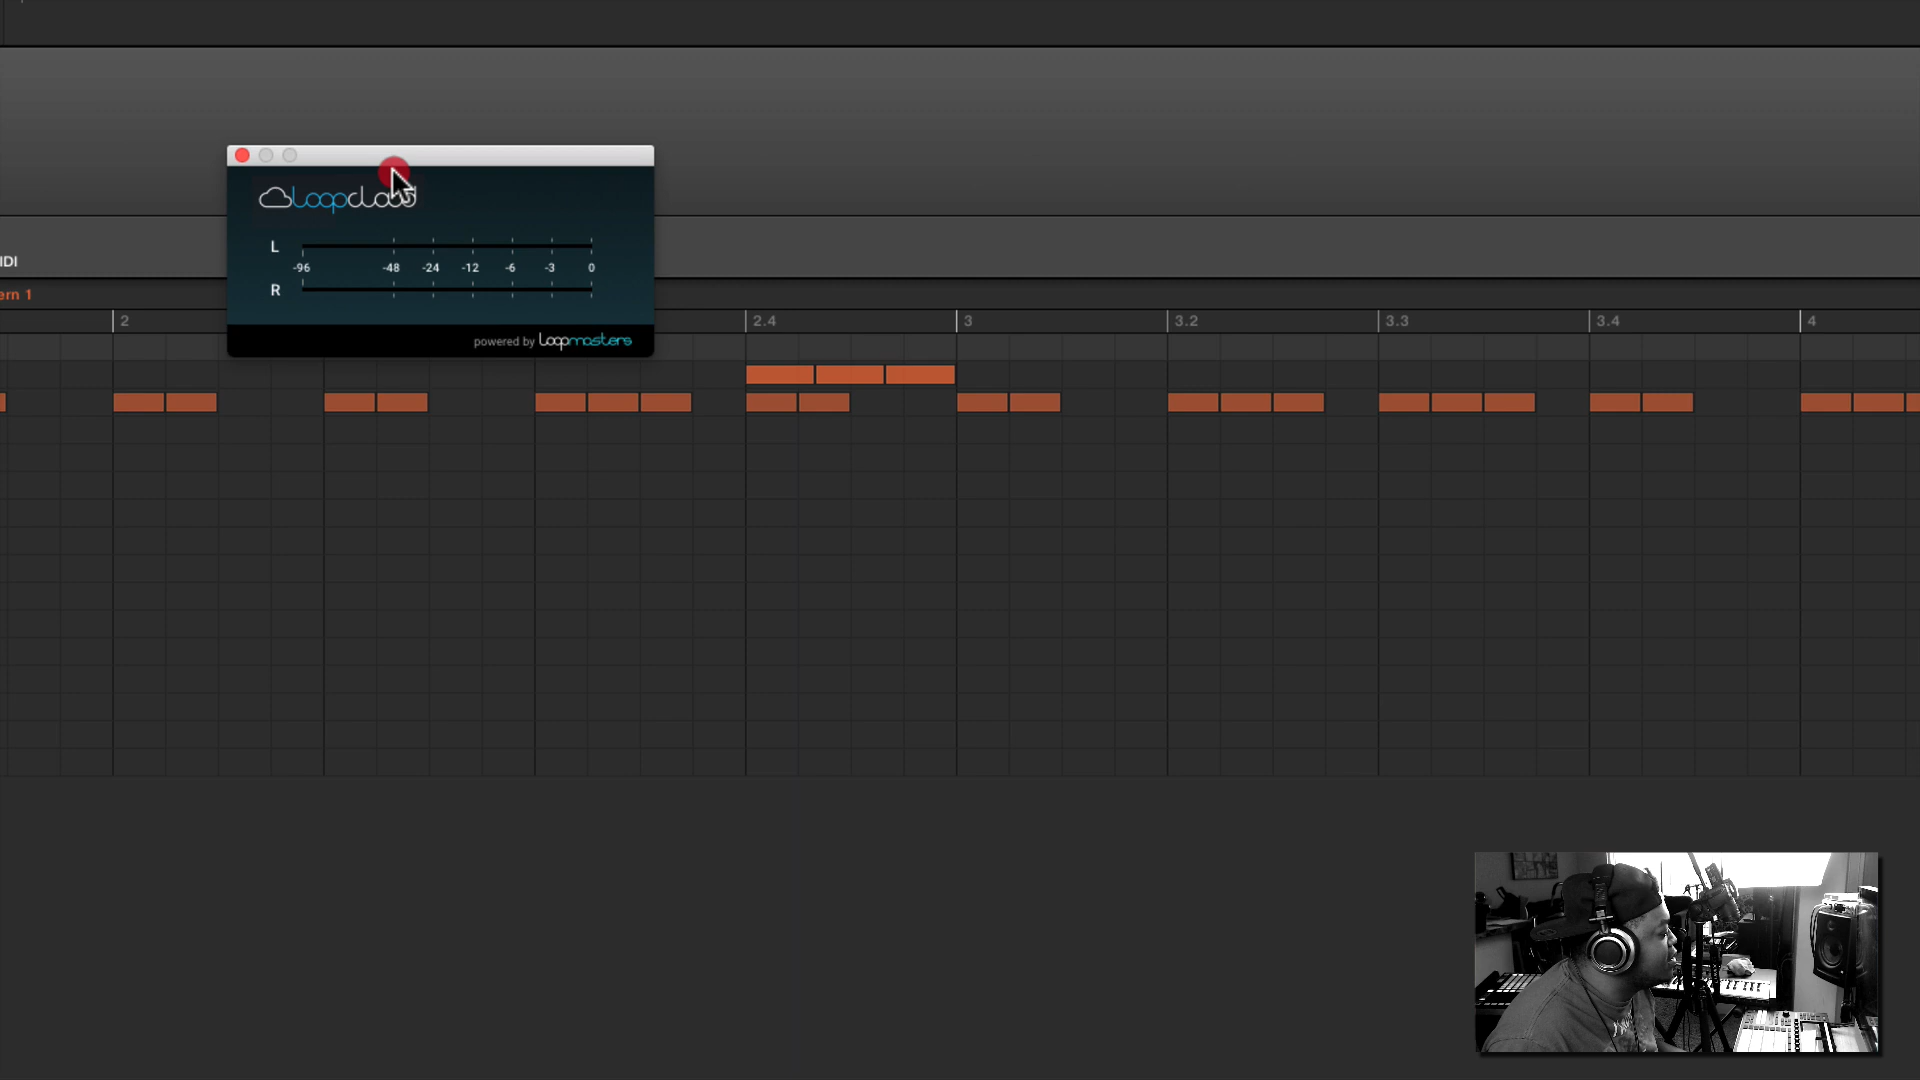 Loopcloud
L
-96 -48 -24 -12 -6 -3 0
R
powered by Loopmasters
IDI
ern 1
2 2.4 3 3.2 3.3 3.4 4